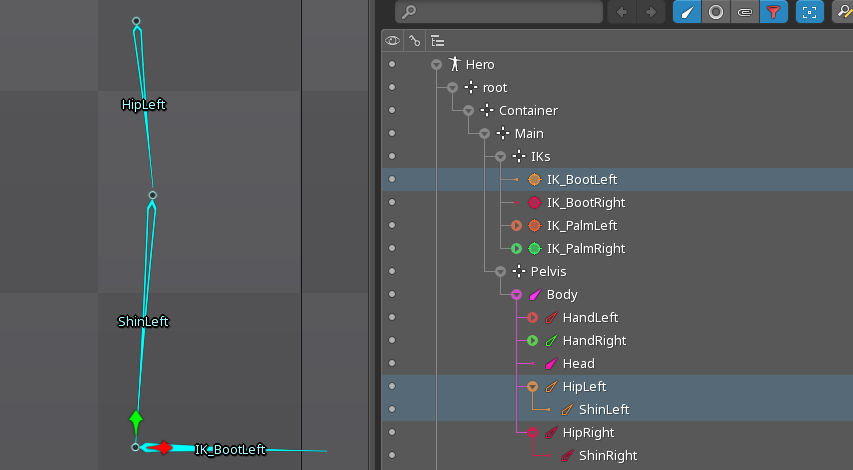 HipLeft
ShinLeft
IK_BootLeft
Hero
root
Container
Main
IKs
IK_BootLeft
IK_BootRight
IK_PalmLeft
IK_PalmRight
Pelvis
Body
HandLeft
HandRight
Head
HipLeft
ShinLeft
HipRight
ShinRight